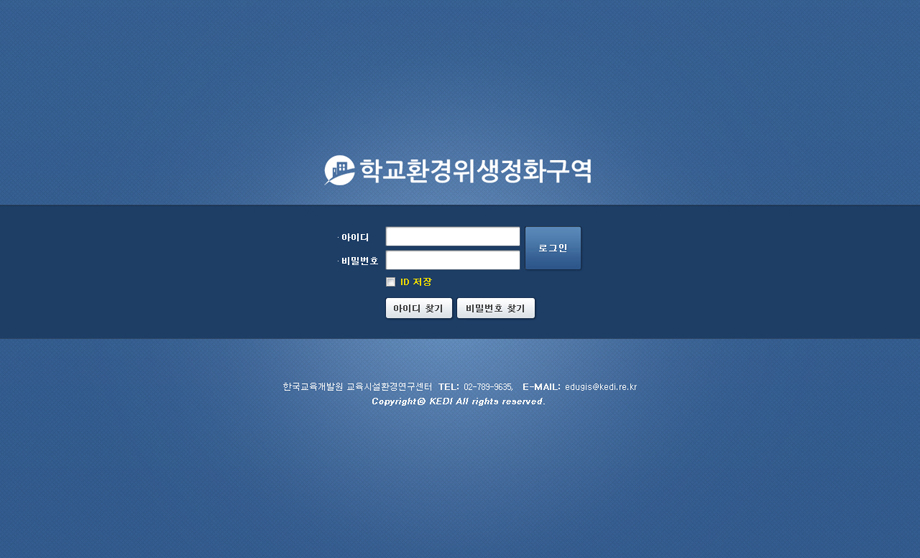 학교환경위생정화구역
· 아이디
로그인
· 비밀번호
ID 저장
아이디 찾기 비밀번호 찾기
한국교육개발원 교육시설환경연구센터 TEL: 02-789-9635, E-MAIL: edugis@kedi.re.kr
Copyright© KEDI All rights reserved.